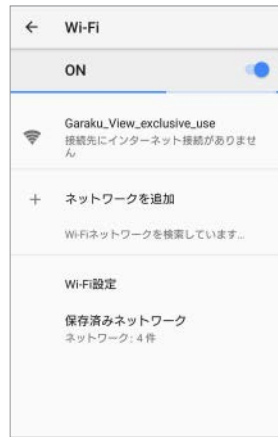 Wi-Fi
ON
Garaku_View_exclusive_use
接続先にインターネット接続がありませ
ん
ネットワークを追加
Wi-Fiネットワークを検索しています...
Wi-Fi設定
保存済みネットワーク
ネットワーク: 4 件